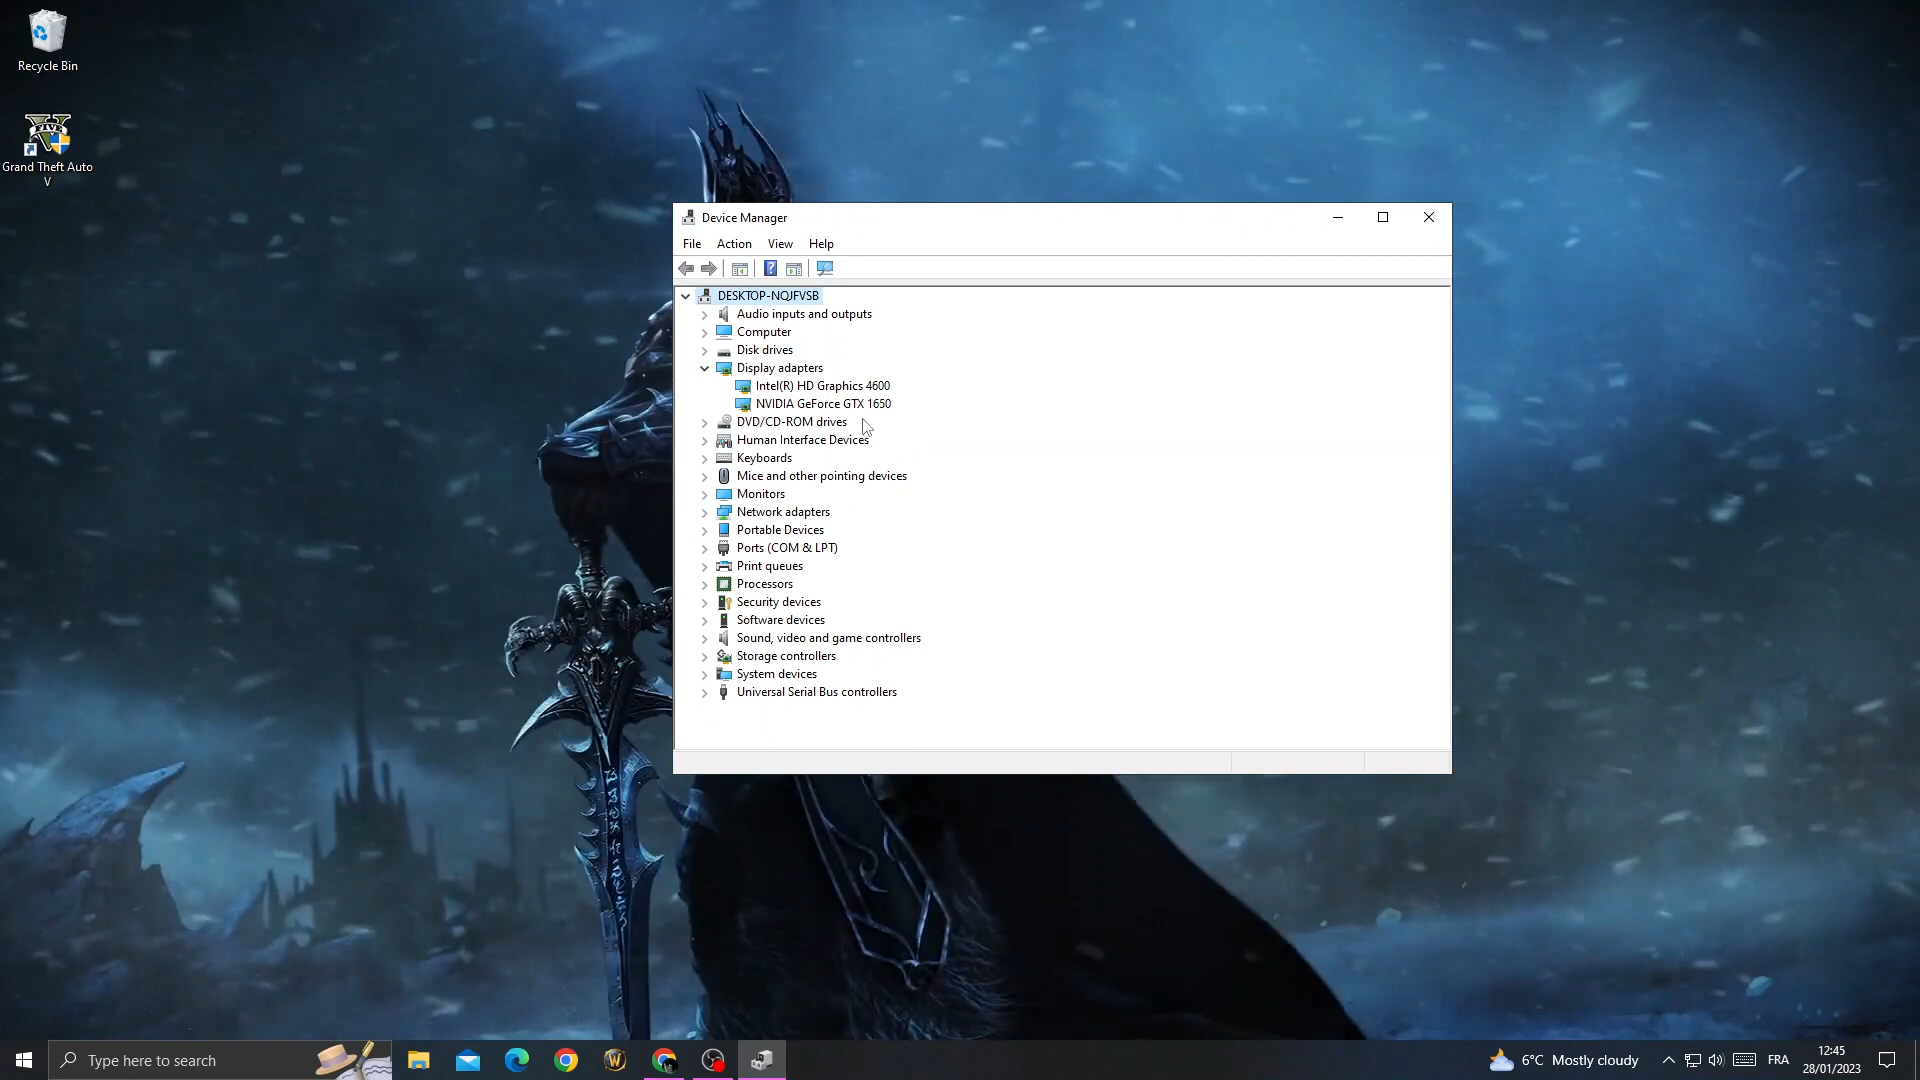 Recycle Bin
Grand Theft Auto
V
Device Manager
File Action View Help
DESKTOP-NQJFVSB
Audio inputs and outputs
Computer
Disk drives
Display adapters
Intel(R) HD Graphics 4600
NVIDIA GeForce GTX 1650
DVD/CD-ROM drives
Human Interface Devices
Keyboards
Mice and other pointing devices
Monitors
Network adapters
Portable Devices
Ports (COM & LPT)
Print queues
Processors
Security devices
Software devices
Sound, video and game controllers
Storage controllers
System devices
Universal Serial Bus controllers
Type here to search
6°C Mostly cloudy
FRA
12:45
28/01/2023